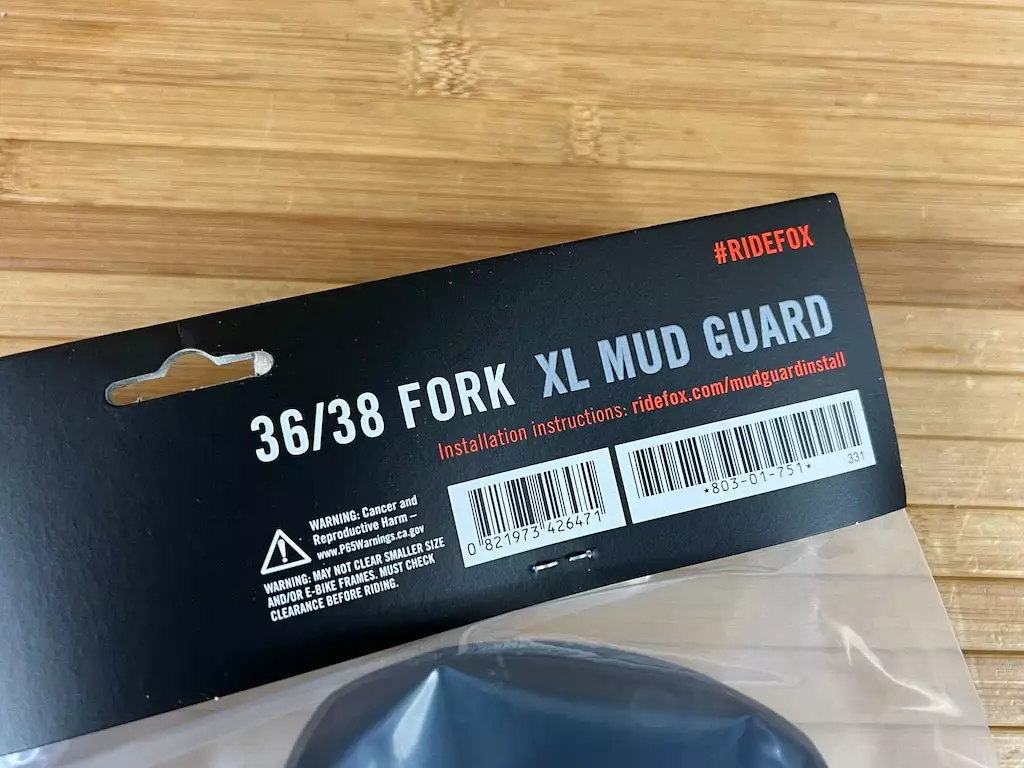 #RIDEFOX
36/38 FORK XL MUD GUARD
Installation instructions: ridefox.com/mudguardinstall
WARNING: Cancer and
Reproductive Harm –
www.P65Warnings.ca.gov
WARNING: MAY NOT CLEAR SMALLER SIZE
AND/OR E-BIKE FRAMES. MUST CHECK
CLEARANCE BEFORE RIDING.
0 821973 426471
*803-01-751*
331